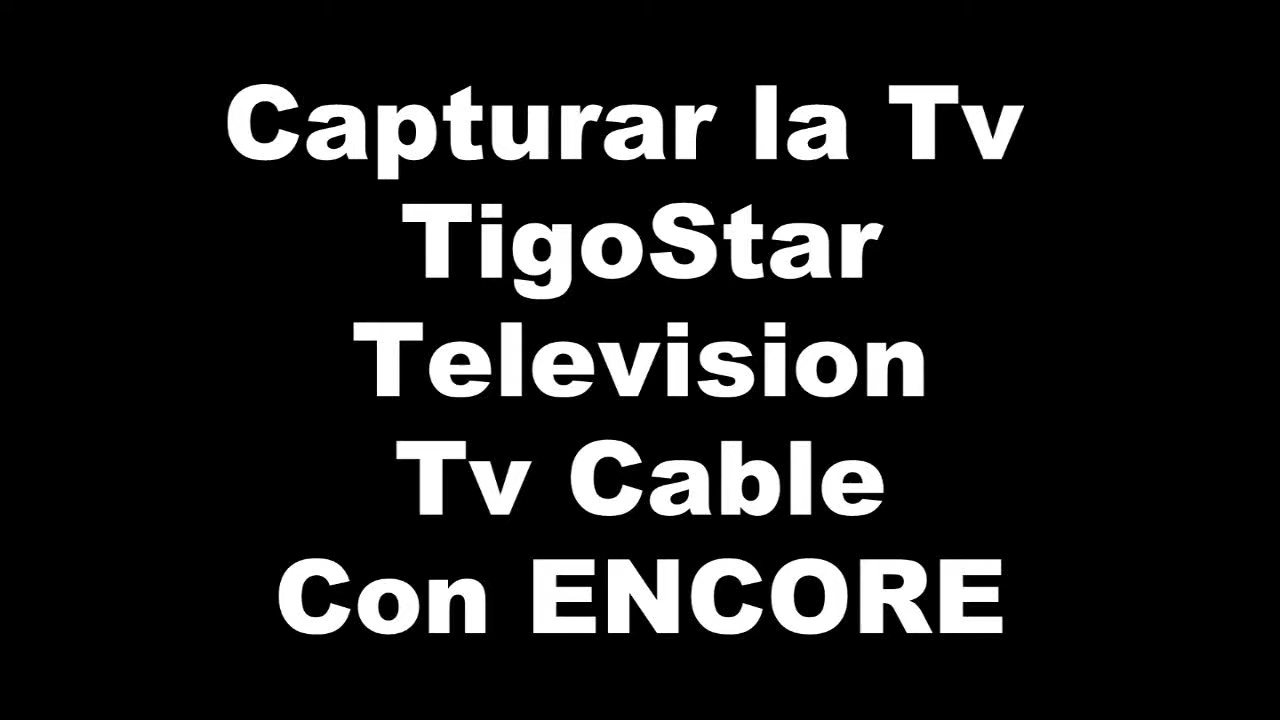 Capturar la Tv
TigoStar
Television
Tv Cable
Con ENCORE